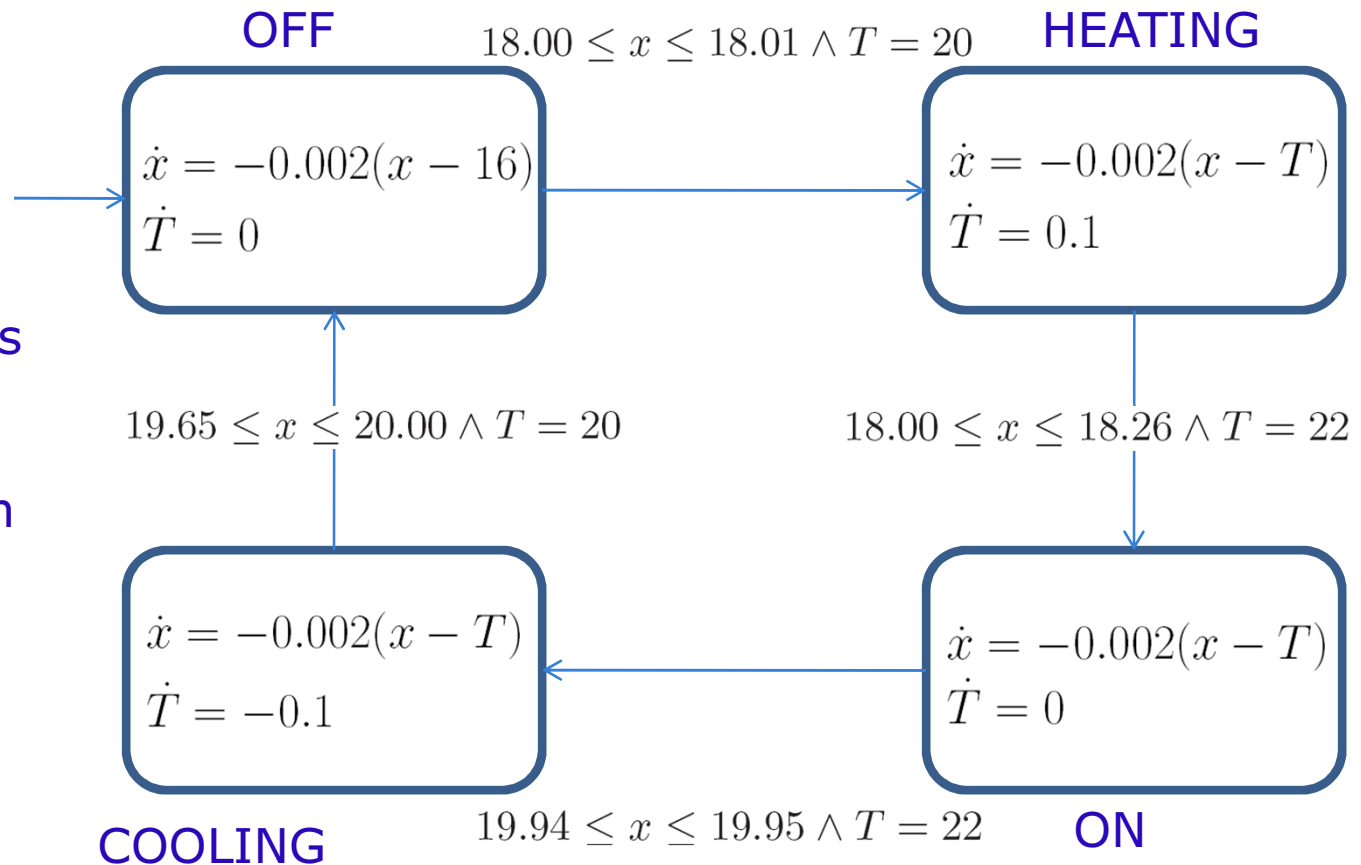 OFF
18.00 ≤ x ≤ 18.01 ∧ T = 20
HEATING
ẋ = −0.002(x − 16)
Ṫ = 0
ẋ = −0.002(x − T)
Ṫ = 0.1
s
19.65 ≤ x ≤ 20.00 ∧ T = 20
18.00 ≤ x ≤ 18.26 ∧ T = 22
ẋ = −0.002(x − T)
Ṫ = −0.1
ẋ = −0.002(x − T)
Ṫ = 0
COOLING
19.94 ≤ x ≤ 19.95 ∧ T = 22
ON